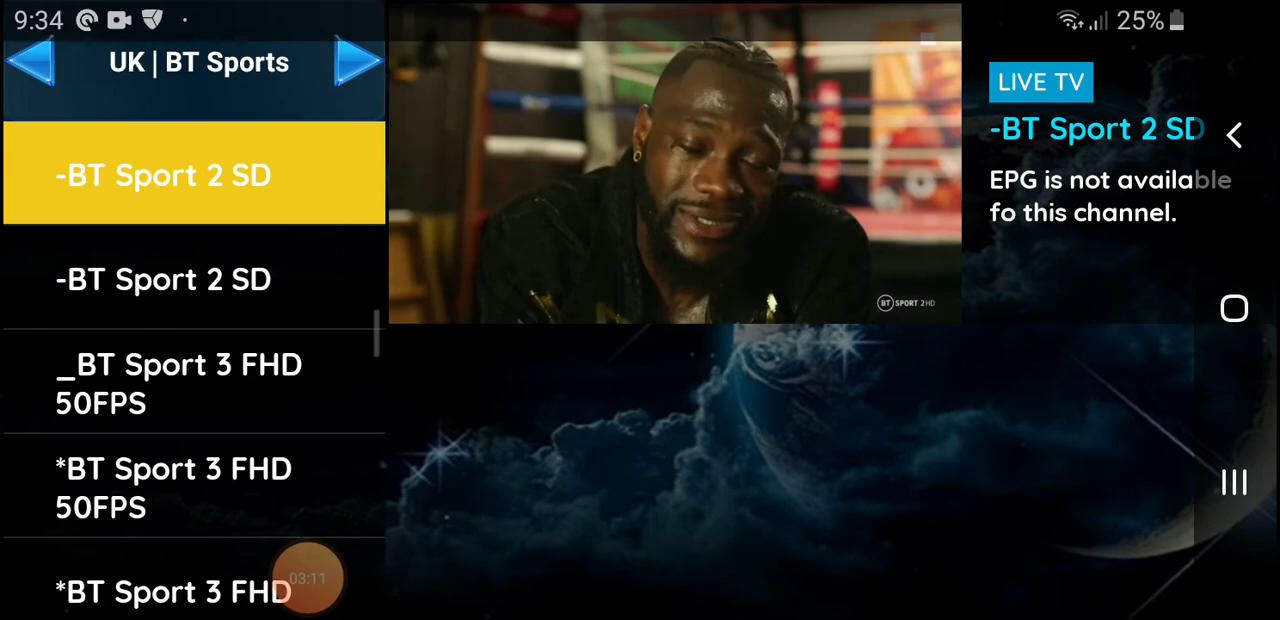 9:34
25%
UK | BT Sports
-BT Sport 2 SD
-BT Sport 2 SD
_BT Sport 3 FHD
50FPS
*BT Sport 3 FHD
50FPS
*BT Sport 3 FHD
03:11
BT SPORT 2HD
LIVE TV
-BT Sport 2 SD
EPG is not available
fo this channel.